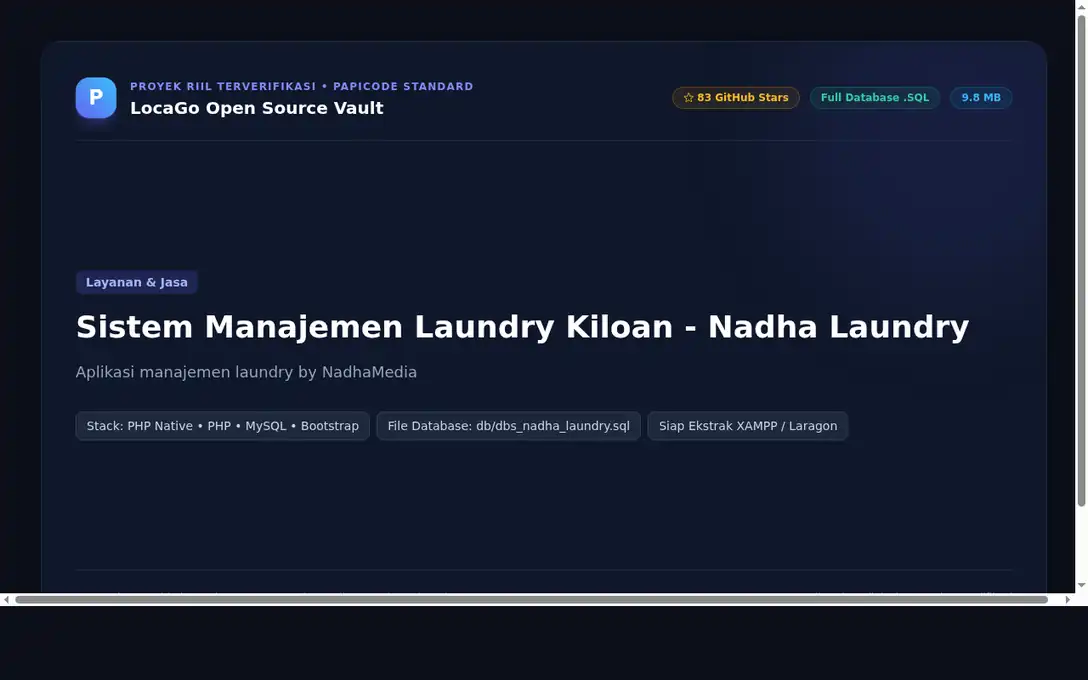 P
PROYEK RIIL TERVERIFIKASI • PAPICODE STANDARD
LocaGo Open Source Vault
☆ 83 GitHub Stars
Full Database .SQL
9.8 MB
Layanan & Jasa
Sistem Manajemen Laundry Kiloan - Nadha Laundry
Aplikasi manajemen laundry by NadhaMedia
Stack: PHP Native • PHP • MySQL • Bootstrap
File Database: db/dbs_nadha_laundry.sql
Siap Ekstrak XAMPP / Laragon